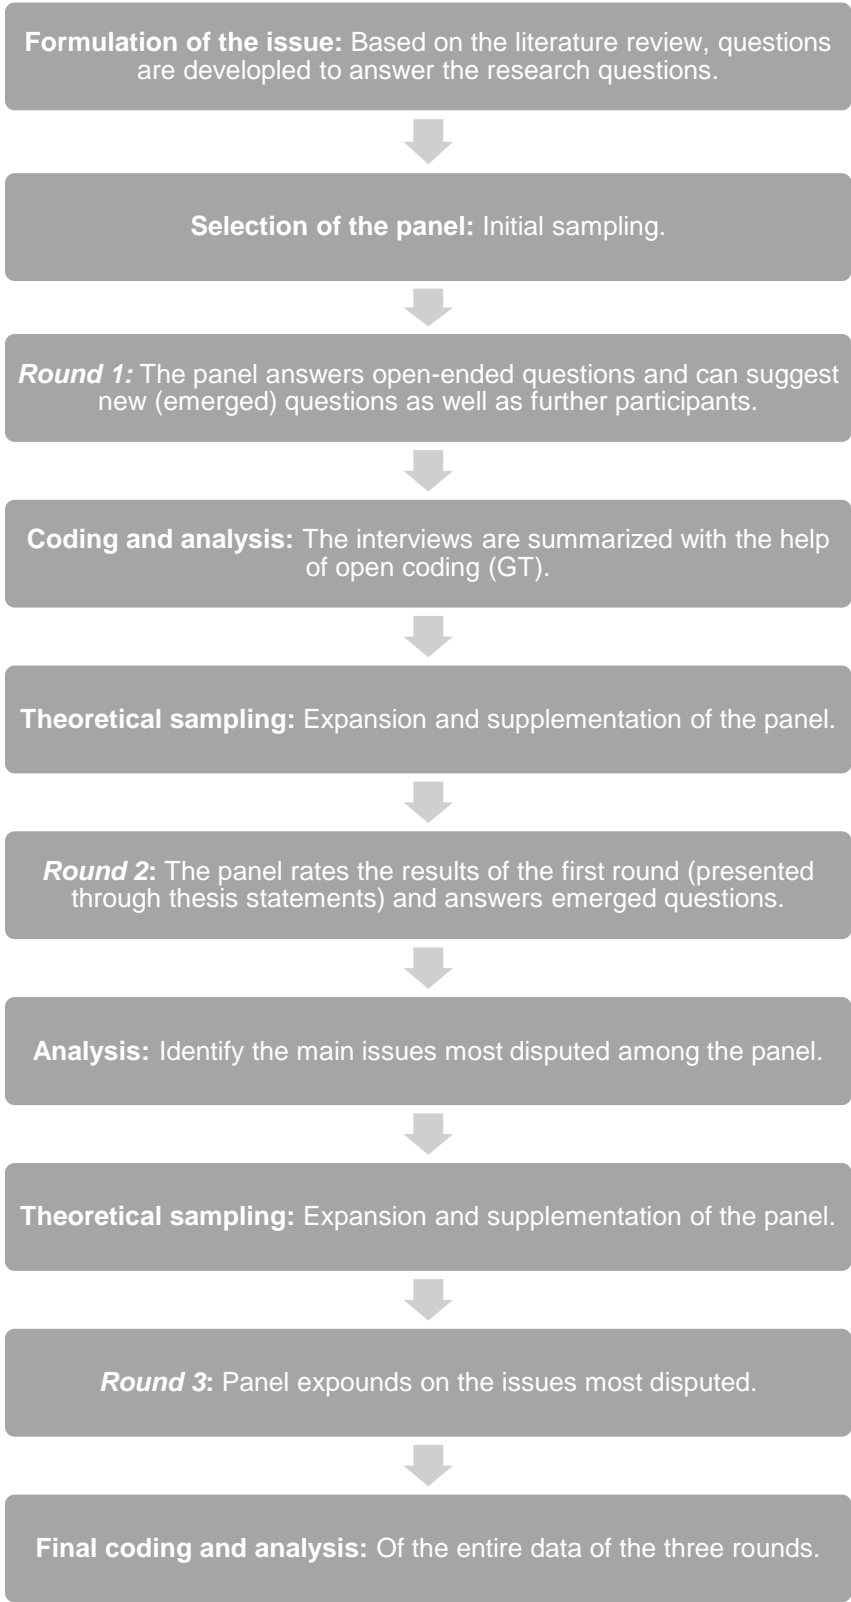 Formulation of the issue: Based on the literature review, questions
are developled to answer the research questions.
Selection of the panel: Initial sampling.
Round 1: The panel answers open-ended questions and can suggest
new (emerged) questions as well as further participants.
Coding and analysis: The interviews are summarized with the help
of open coding (GT).
Theoretical sampling: Expansion and supplementation of the panel.
Round 2: The panel rates the results of the first round (presented
through thesis statements) and answers emerged questions.
Analysis: Identify the main issues most disputed among the panel.
Theoretical sampling: Expansion and supplementation of the panel.
Round 3: Panel expounds on the issues most disputed.
Final coding and analysis: Of the entire data of the three rounds.